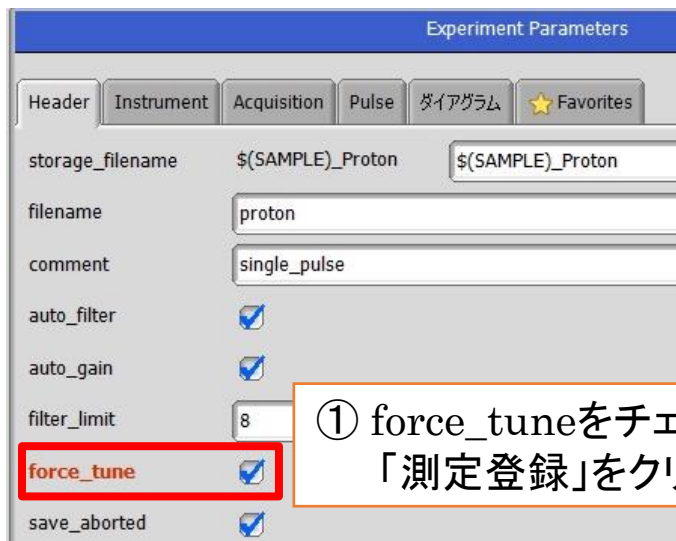 Experiment Parameters
Header Instrument Acquisition Pulse ダイアグラム Favorites
storage_filename $(SAMPLE)_Proton $(SAMPLE)_Proton
filename proton
comment single_pulse
auto_filter
auto_gain
filter_limit 8
① force_tuneをチェ
「測定登録」をクリ
force_tune
save_aborted